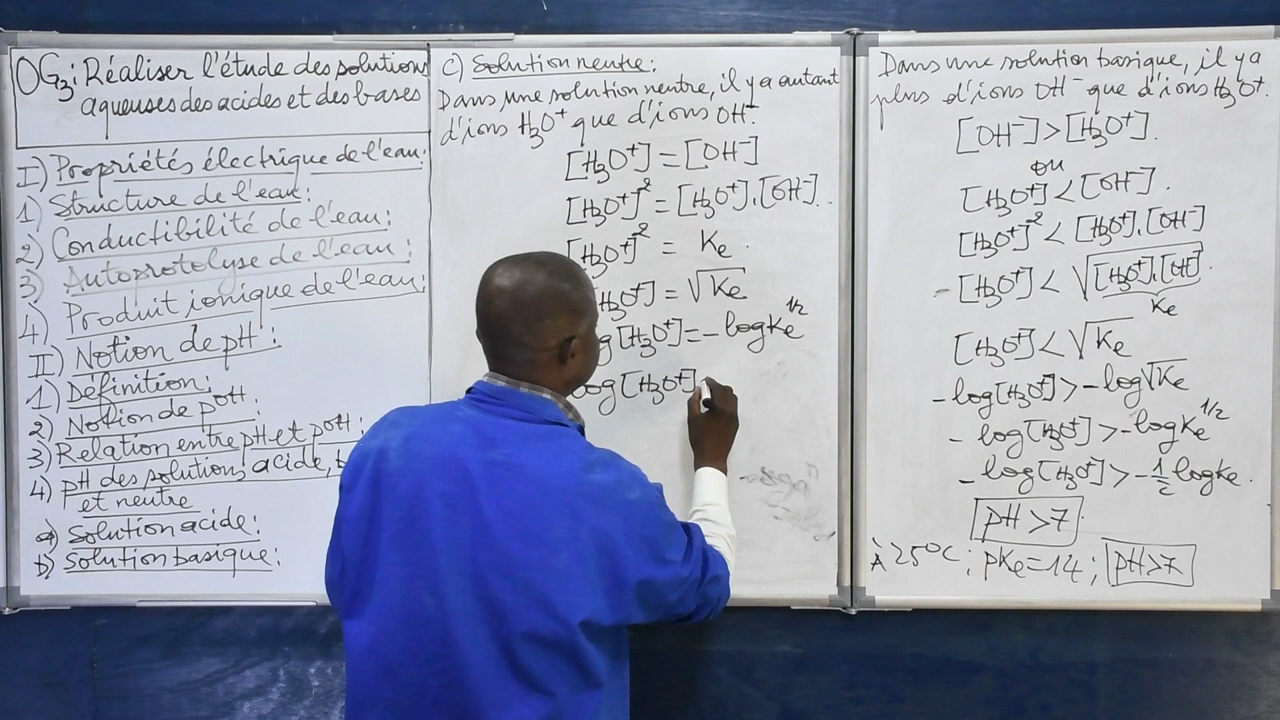 OG3: Réaliser l'étude des solutions
aqueuses des acides et des bases
I) Propriétés électrique de l'eau:
1) Structure de l'eau:
2) Conductibilité de l'eau:
3) Autoprotolyse de l'eau:
4) Produit ionique de l'eau:
II) Notion de pH:
1) Définition:
2) Notion de pOH:
3) Relation entre pH et pOH:
4) pH des solution, acide,
et neutre
a) Solution acide:
b) Solution basique:
c) Solution neutre:
Dans une solution neutre, il y a autant
d'ions H₃O⁺ que d'ions OH⁻.
[H₃O⁺] = [OH⁻]
[H₃O⁺]² = [H₃O⁺].[OH⁻].
[H₃O⁺]² = Ke.
[H₃O⁺] = √Ke
log[H₃O⁺] = -logKe^1/2
log[H₃O⁺]
Dans une solution basique, il y a
plus d'ions OH⁻ que d'ions H₃O⁺.
[OH⁻] > [H₃O⁺].
ou
[H₃O⁺] < [OH⁻].
[H₃O⁺]² < [H₃O⁺].[OH⁻]
[H₃O⁺] < √[H₃O⁺].[OH⁻].
Ke
[H₃O⁺] < √Ke
-log[H₃O⁺] > -log√Ke
-log[H₃O⁺] > -logKe^1/2
-log[H₃O⁺] > -1/2 logKe.
pH > 7
À 25°C; pKe = 14; pH > 7